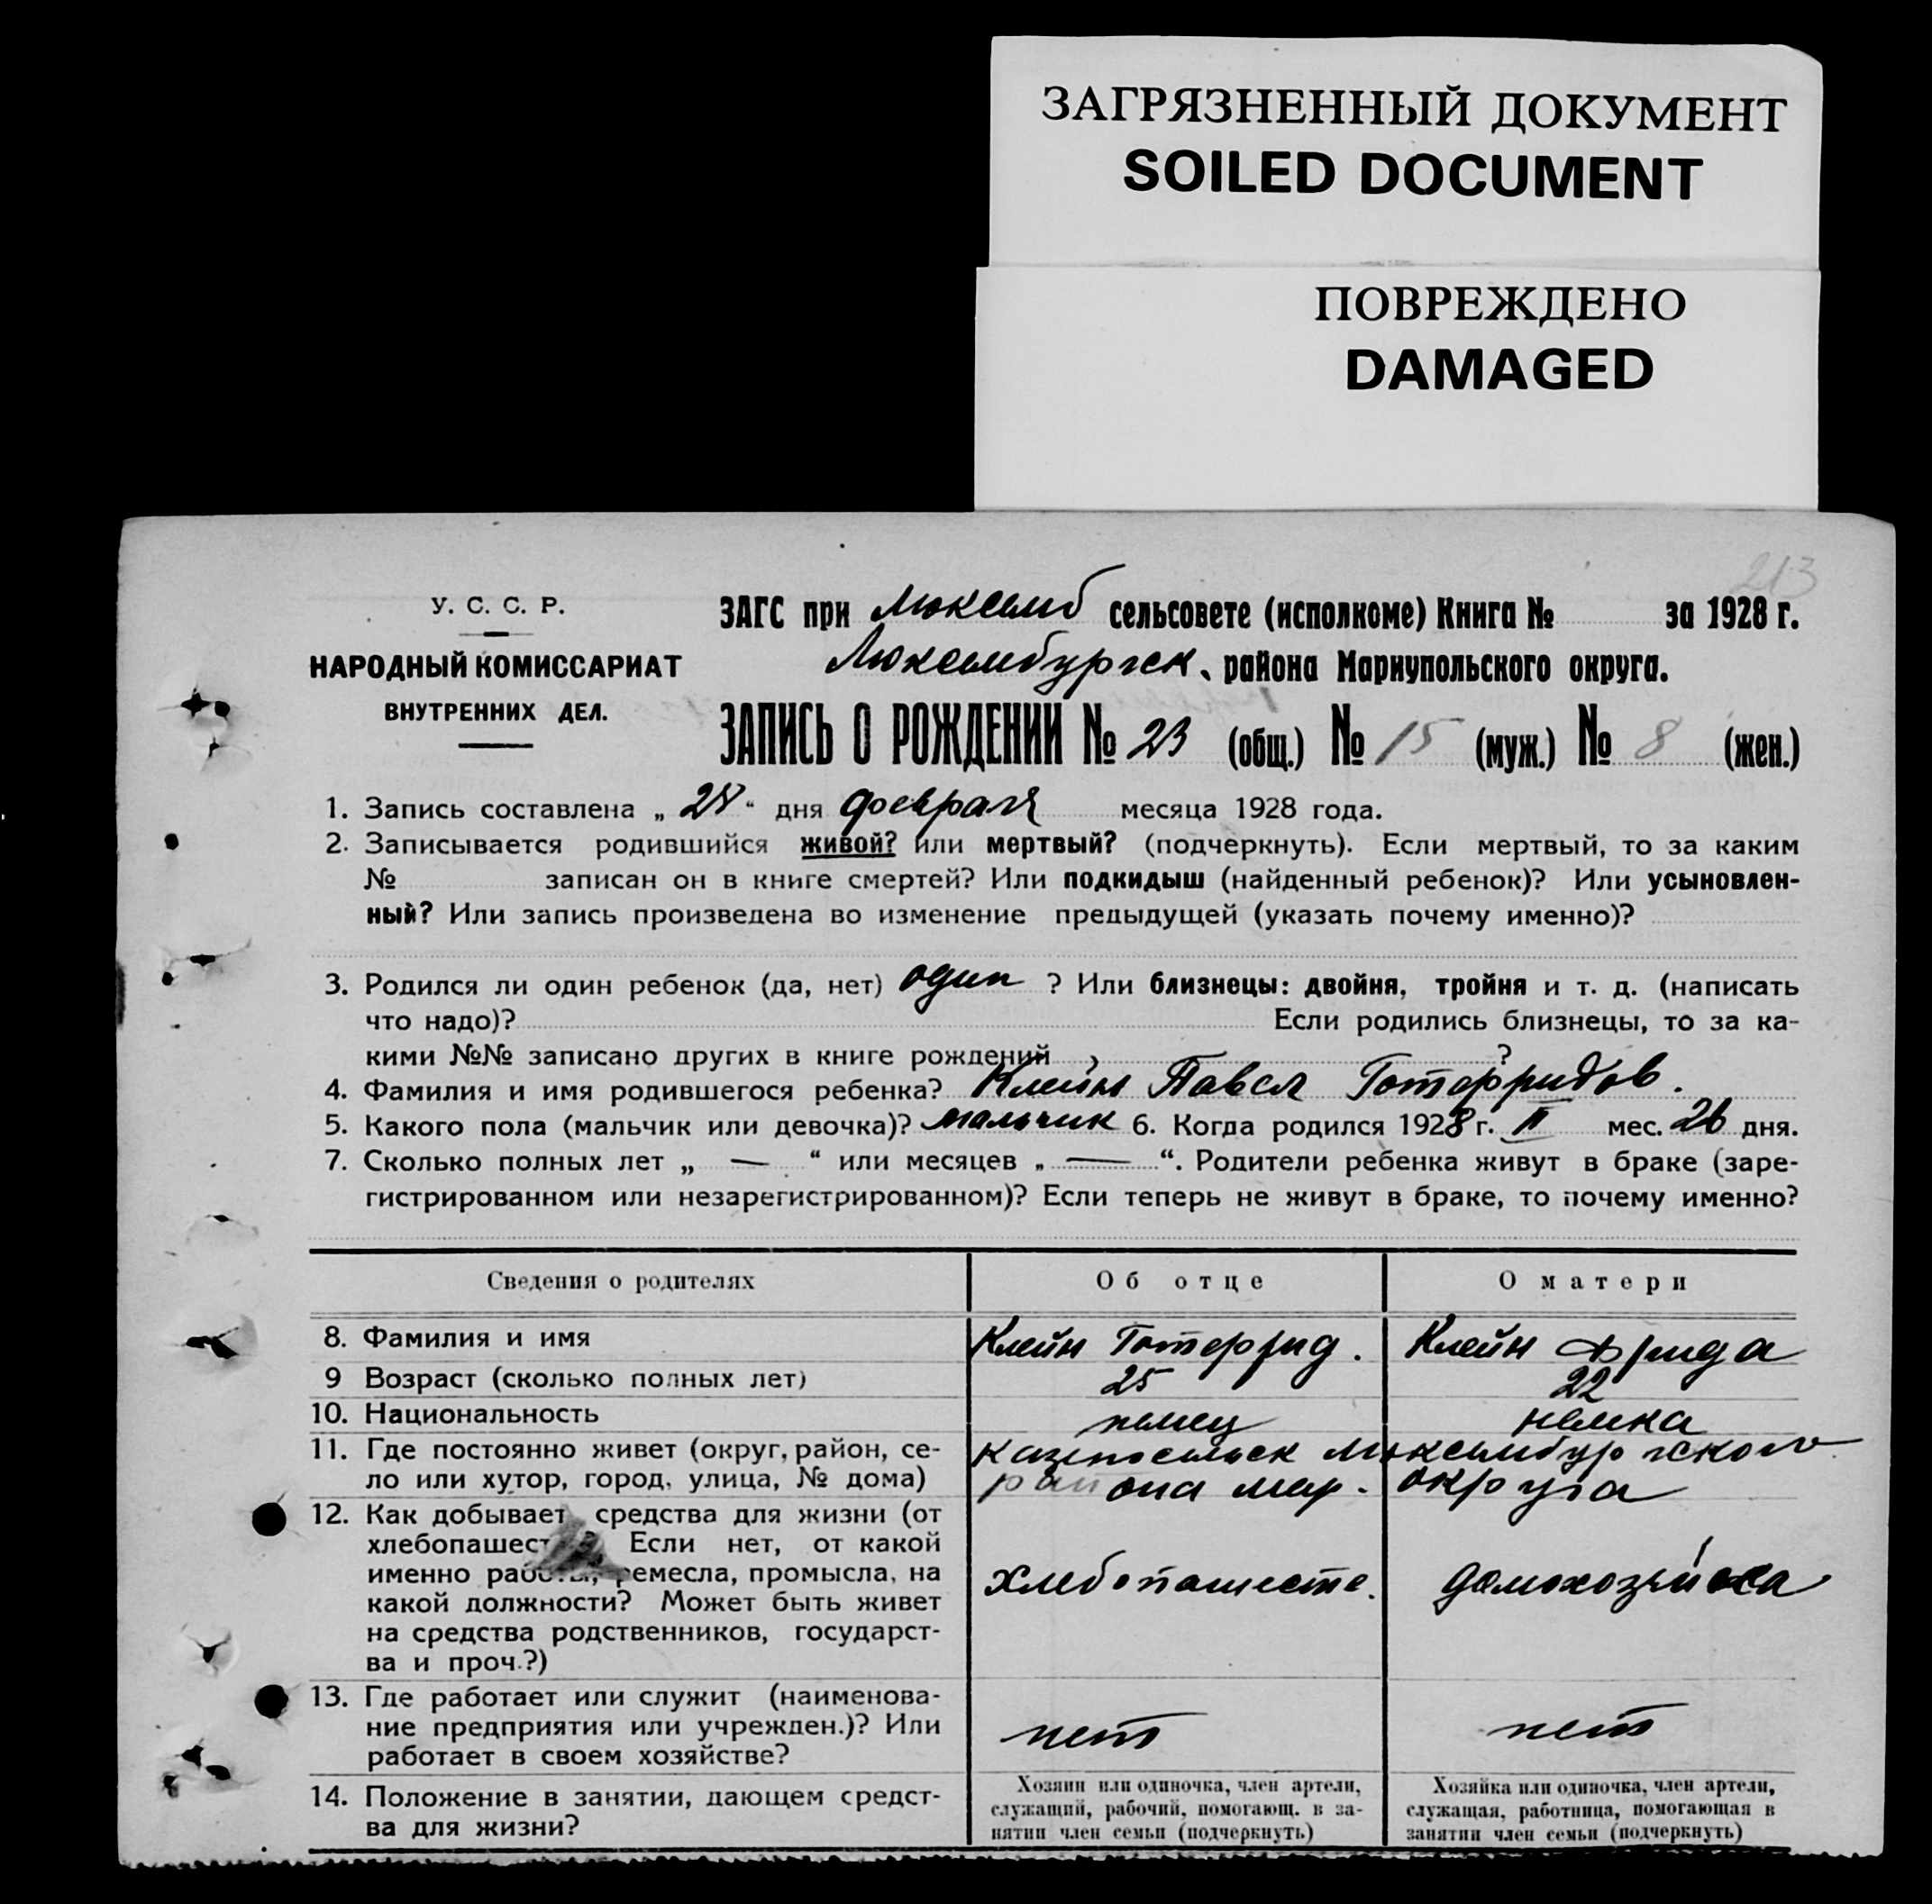 ЗАГРЯЗНЕННЫЙ ДОКУМЕНТ
SOILED DOCUMENT
ПОВРЕЖДЕНО
DAMAGED
213
У. С. С. Р.
НАРОДНЫЙ КОМИССАРИАТ
ВНУТРЕННИХ ДЕЛ.
ЗАГС при Люксемб сельсовете (исполкоме) Книга № за 1928 г.
Люксембургск. района Мариупольского округа.
ЗАПИСЬ О РОЖДЕНИИ № 23 (общ.) № 15 (муж.) № 8 (жен.)
1. Запись составлена „ 28 “ дня февраля месяца 1928 года.
2. Записывается родившийся живой? или мертвый? (подчеркнуть). Если мертвый, то за каким
№ записан он в книге смертей? Или подкидыш (найденный ребенок)? Или усыновлен-
ный? Или запись произведена во изменение предыдущей (указать почему именно)?
3. Родился ли один ребенок (да, нет) один ? Или близнецы: двойня, тройня и т. д. (написать
что надо)? Если родились близнецы, то за ка-
кими №№ записано других в книге рождений ?
4. Фамилия и имя родившегося ребенка? Клейн Павел Готерридов.
5. Какого пола (мальчик или девочка)? мальчик 6. Когда родился 1928 г. II мес. 26 дня.
7. Сколько полных лет „ — “ или месяцев „ — “. Родители ребенка живут в браке (заре-
гистрированном или незарегистрированном)? Если теперь не живут в браке, то почему именно?
Сведения о родителях Об отце О матери
8. Фамилия и имя Клейн Готеррид. Клейн Фрида
9 Возраст (сколько полных лет) 25 22
10. Национальность немец немка
11. Где постоянно живет (округ, район, се-
ло или хутор, город, улица, № дома)
Люксембургского
района мар. округа
12. Как добывает средства для жизни (от
хлебопашест Если нет, от какой
именно работы, ремесла, промысла, на
какой должности? Может быть живет
на средства родственников, государст-
ва и проч.?)
хлебопашеств. домохозяйка
13. Где работает или служит (наименова-
ние предприятия или учрежден.)? Или
работает в своем хозяйстве?
нет нет
14. Положение в занятии, дающем средст-
ва для жизни?
Хозяин или одиночка, член артели,
служащий, рабочий, помогающ. в за-
нятии член семьи (подчеркнуть)
Хозяйка или одиночка, член артели,
служащая, работница, помогающая в
занятии член семьи (подчеркнуть)